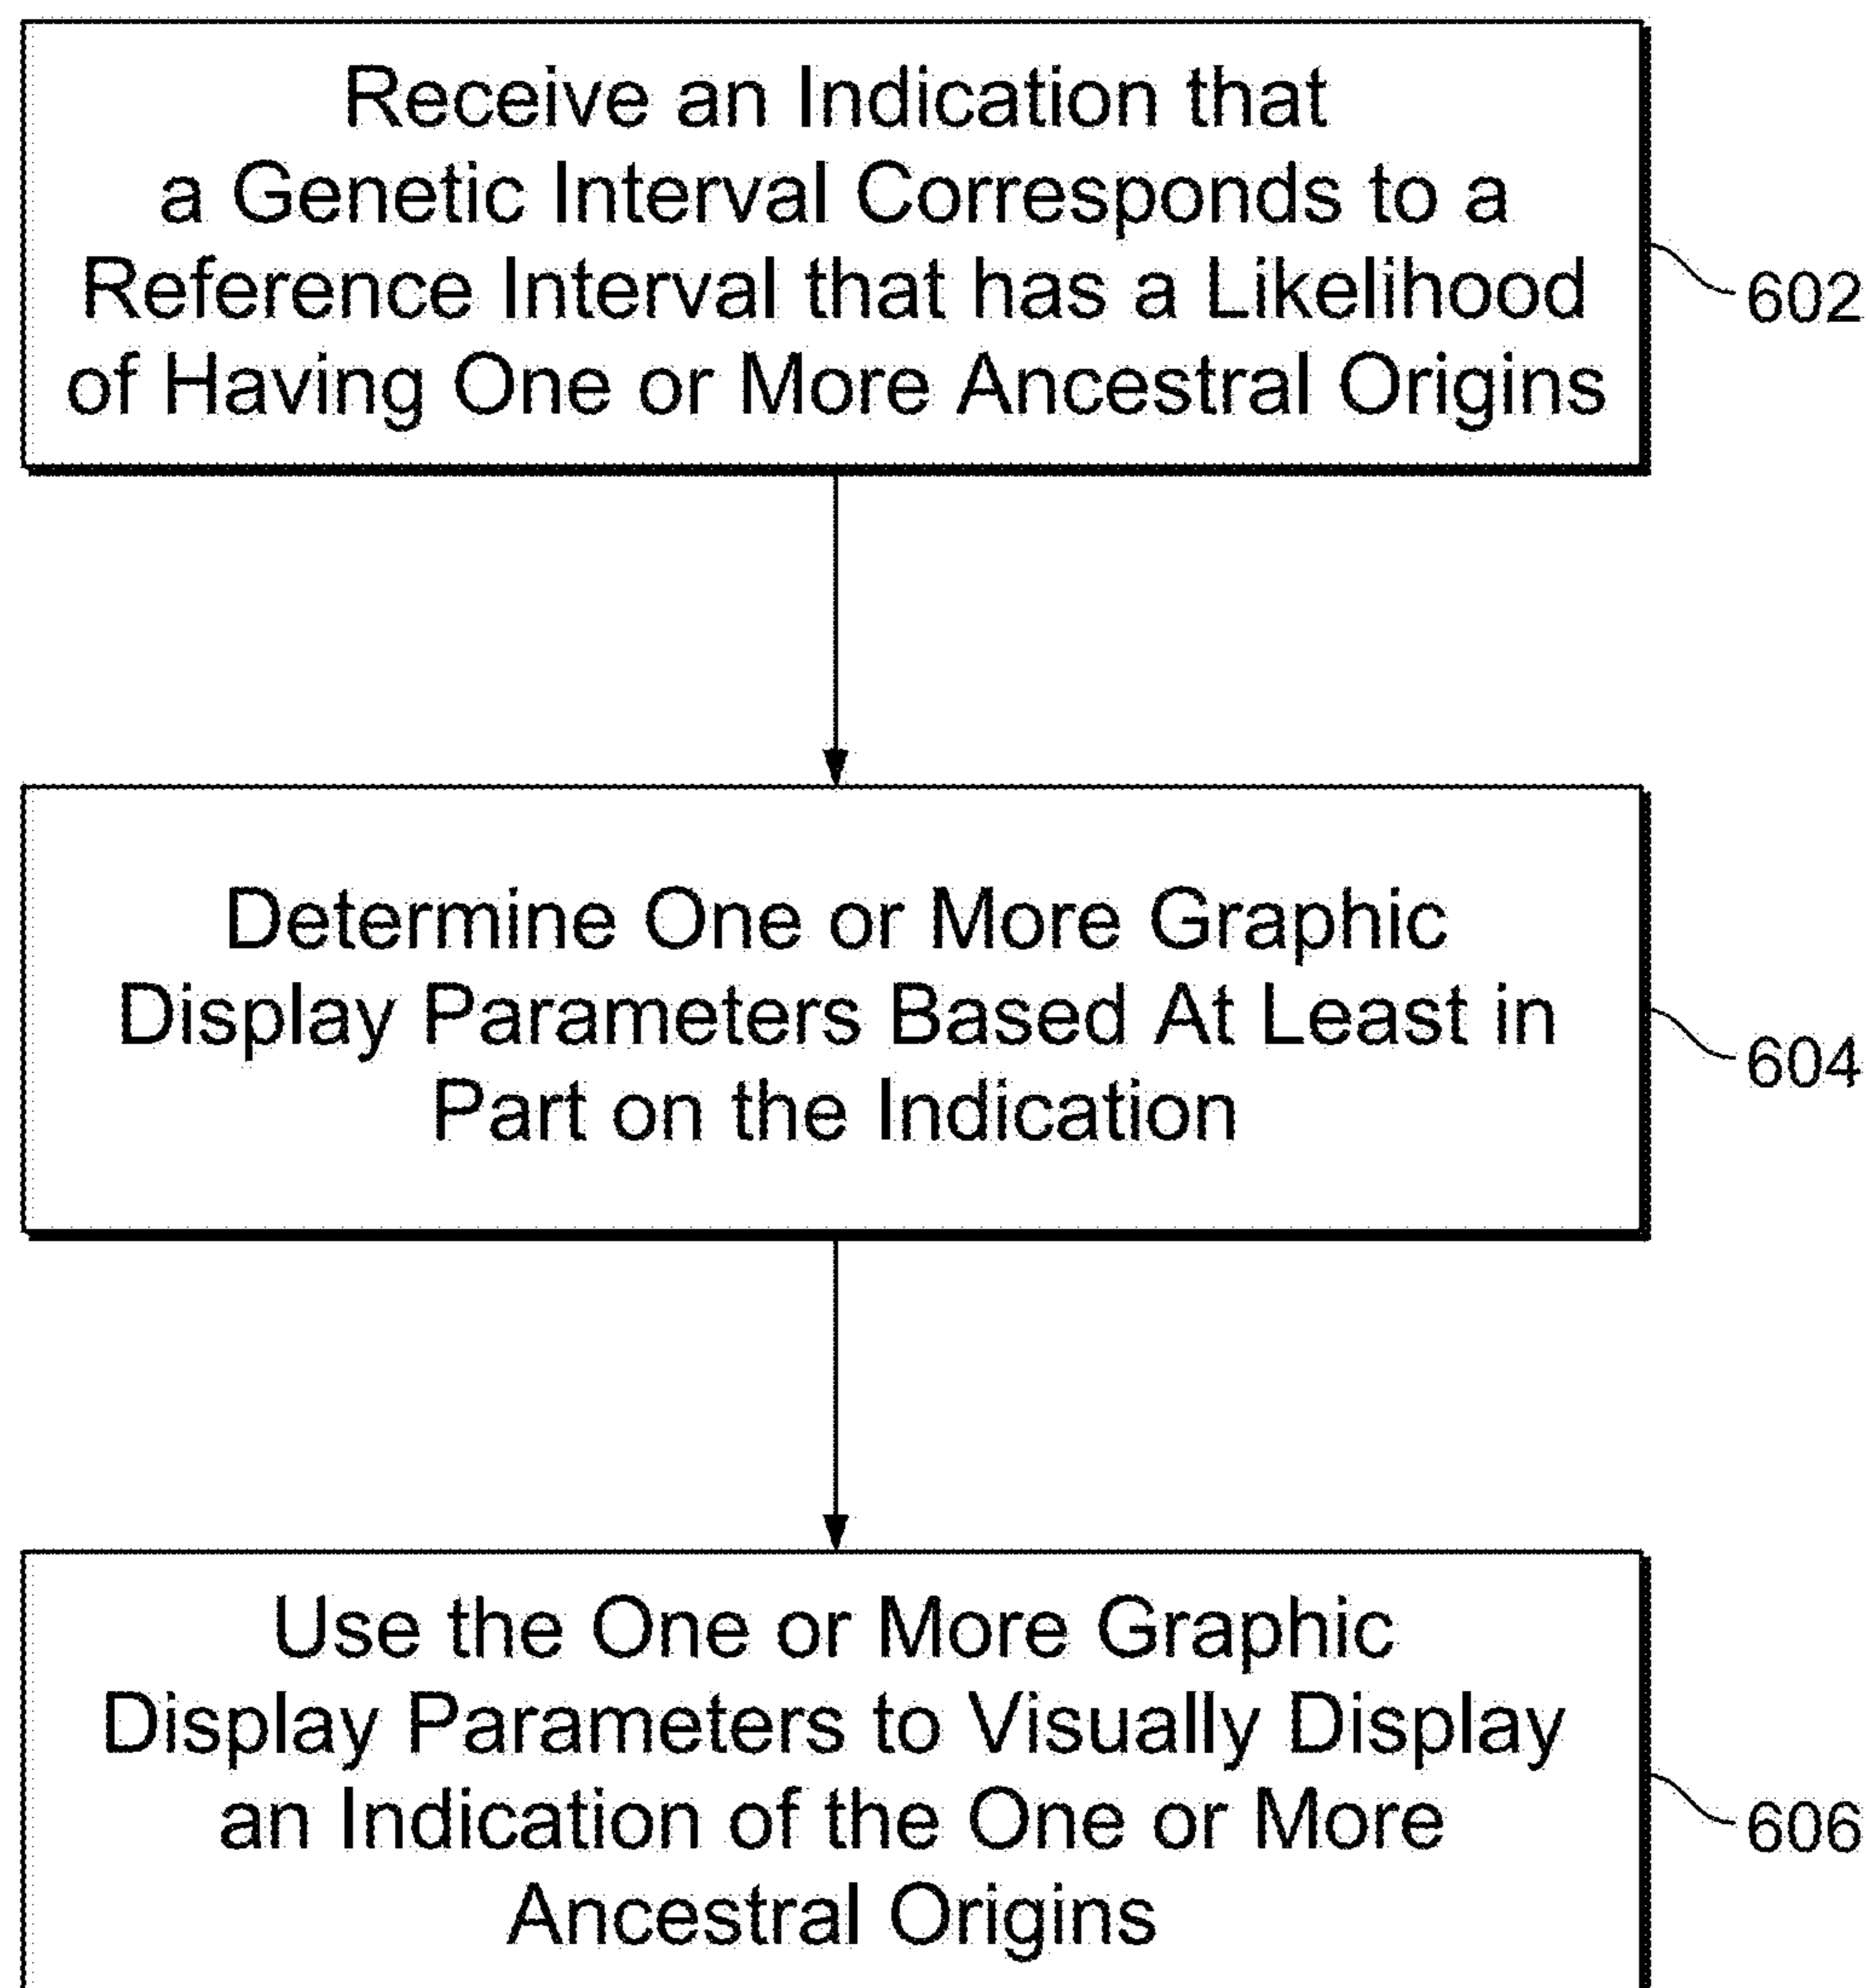 Receive an Indication that
a Genetic Interval Corresponds to a
Reference Interval that has a Likelihood
of Having One or More Ancestral Origins
602
Determine One or More Graphic
Display Parameters Based At Least in
Part on the Indication
604
Use the One or More Graphic
Display Parameters to Visually Display
an Indication of the One or More
Ancestral Origins
606